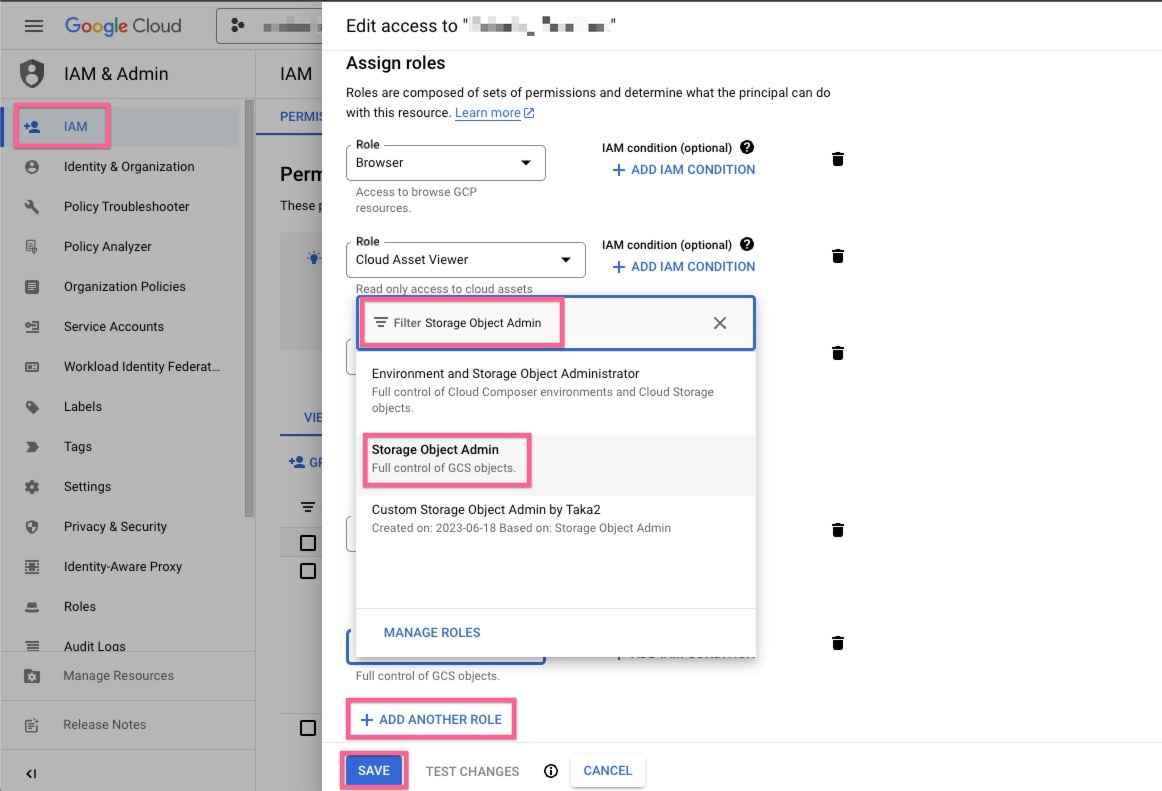 Google Cloud
IAM & Admin
IAM
Identity & Organization
Policy Troubleshooter
Policy Analyzer
Organization Policies
Service Accounts
Workload Identity Federat...
Labels
Tags
Settings
Privacy & Security
Identity-Aware Proxy
Roles
Audit Logs
Manage Resources
Release Notes
IAM
PERMIS
Perm
These p
VIE
GR
Edit access to "
"
Assign roles
Roles are composed of sets of permissions and determine what the principal can do
with this resource. Learn more
Role
Browser
IAM condition (optional)
ADD IAM CONDITION
Access to browse GCP
resources.
Role
Cloud Asset Viewer
IAM condition (optional)
ADD IAM CONDITION
Read only access to cloud assets
Filter Storage Object Admin
Environment and Storage Object Administrator
Full control of Cloud Composer environments and Cloud Storage
objects.
Storage Object Admin
Full control of GCS objects.
Custom Storage Object Admin by Taka2
Created on: 2023-06-18 Based on: Storage Object Admin
MANAGE ROLES
ADD IAM CONDITION
Full control of GCS objects.
ADD ANOTHER ROLE
SAVE
TEST CHANGES
CANCEL